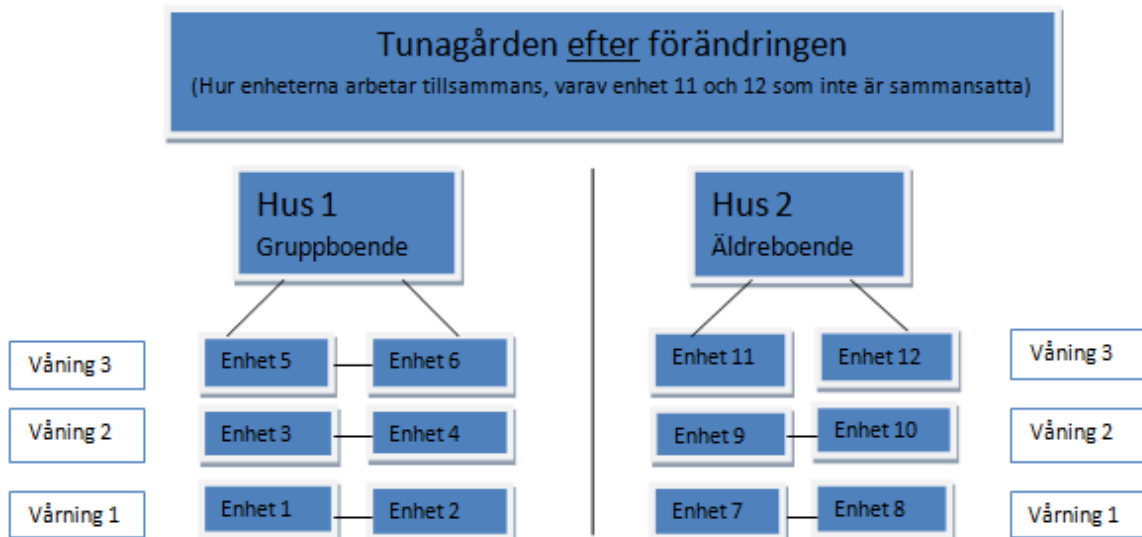 Tunagården efter förändringen
(Hur enheterna arbetar tillsammans, varav enhet 11 och 12 som inte är sammansatta)
Hus 1
Gruppboende
Hus 2
Äldreboende
Våning 3
Enhet 5
Enhet 6
Enhet 11
Enhet 12
Våning 3
Våning 2
Enhet 3
Enhet 4
Enhet 9
Enhet 10
Våning 2
Vårning 1
Enhet 1
Enhet 2
Enhet 7
Enhet 8
Vårning 1